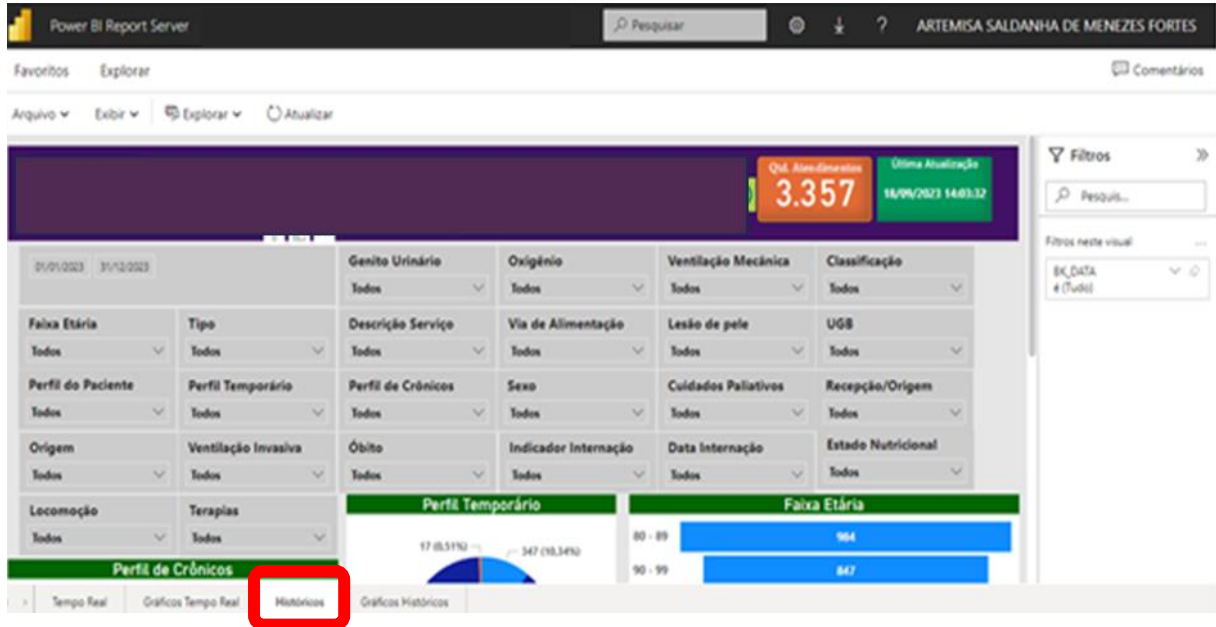 Power BI Report Server
Pesquisar
?
ARTEMISA SALDANHA DE MENEZES FORTES
Favoritos Explorar
Comentários
Arquivo Exibir Explorar Atualizar
Qtd. Atendimentos
3.357
Última Atualização
18/09/2023 14:03:32
Filtros
Pesquis...
Filtros neste visual
...
BK_DATA
é (Tudo)
01/01/2023 31/12/2023
Genito Urinário Oxigênio Ventilação Mecânica Classificação
Todos Todos Todos Todos
Faixa Etária Tipo Descrição Serviço Via de Alimentação Lesão de pele UGB
Todos Todos Todos Todos Todos Todos
Perfil do Paciente Perfil Temporário Perfil de Crônicos Sexo Cuidados Paliativos Recepção/Origem
Todos Todos Todos Todos Todos Todos
Origem Ventilação Invasiva Óbito Indicador Internação Data Internação Estado Nutricional
Todos Todos Todos Todos Todos Todos
Locomoção Terapias
Todos Todos
Perfil Temporário
17 (0,51%)
347 (10,34%)
Faixa Etária
80 - 89 984
90 - 99 847
Perfil de Crônicos
Tempo Real Gráficos Tempo Real Históricos Gráficos Históricos